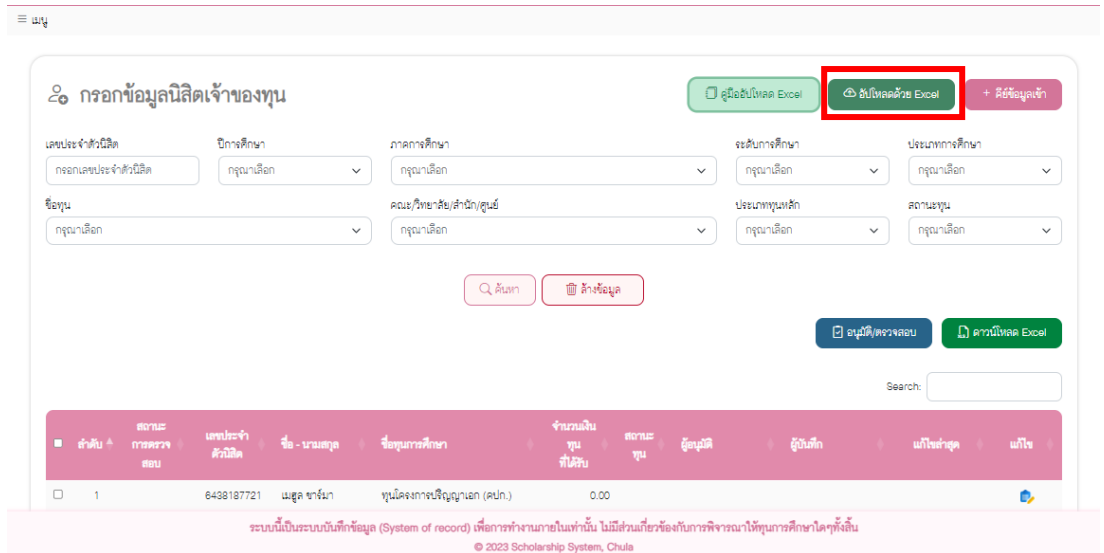 เมนู
กรอกข้อมูลนิสิตเจ้าของทุน
คู่มืออัปโหลด Excel
อัปโหลดด้วย Excel
+ คีย์ข้อมูลเข้า
เลขประจำตัวนิสิต ปีการศึกษา ภาคการศึกษา ระดับการศึกษา ประเภทการศึกษา
กรอกเลขประจำตัวนิสิต กรุณาเลือก กรุณาเลือก กรุณาเลือก กรุณาเลือก
ชื่อทุน คณะ/วิทยาลัย/สำนัก/ศูนย์ ประเภททุนหลัก สถานะทุน
กรุณาเลือก กรุณาเลือก กรุณาเลือก กรุณาเลือก
ค้นหา ล้างข้อมูล
อนุมัติ/ตรวจสอบ ดาวน์โหลด Excel
Search:
ลำดับ สถานะการตรวจสอบ เลขประจำตัวนิสิต ชื่อ - นามสกุล ชื่อทุนการศึกษา จำนวนเงินทุนที่ได้รับ สถานะทุน ผู้อนุมัติ ผู้บันทึก แก้ไขล่าสุด แก้ไข
1 6438187721 เมฮูล ชาร์มา ทุนโครงการปริญญาเอก (คปก.) 0.00
ระบบนี้เป็นระบบบันทึกข้อมูล (System of record) เพื่อการทำงานภายในเท่านั้น ไม่มีส่วนเกี่ยวข้องกับการพิจารณาให้ทุนการศึกษาใดๆทั้งสิ้น
© 2023 Scholarship System, Chula